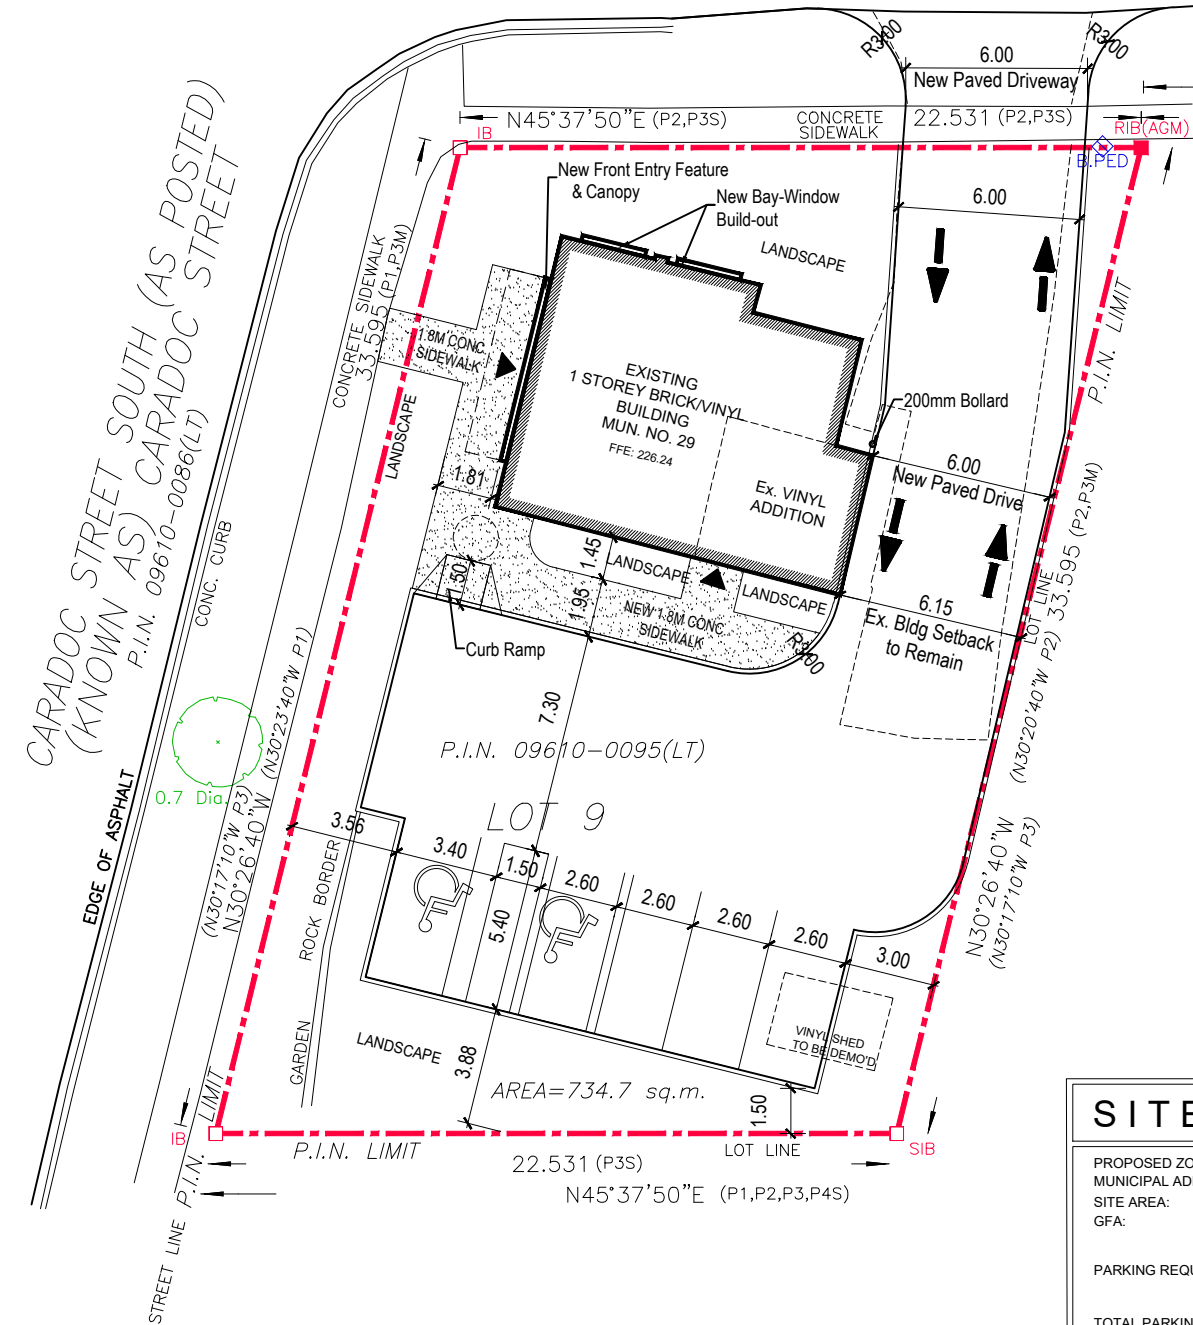 R3.00
6.00
R3.00
New Paved Driveway
N45°37'50"E (P2,P3S)
CONCRETE
SIDEWALK
22.531 (P2,P3S)
IB
RIB(AGM)
B.PED
New Front Entry Feature
& Canopy
New Bay-Window
Build-out
6.00
LANDSCAPE
CARADOC STREET SOUTH (AS POSTED)
(KNOWN AS) CARADOC STREET
P.I.N. 09610-0086(LT)
CONCRETE SIDEWALK
33.595 (P1,P3M)
1.8M CONC
SIDEWALK
P.I.N. LIMIT
EXISTING
1 STOREY BRICK/VINYL
BUILDING
MUN. NO. 29
FFE: 226.24
200mm Bollard
LANDSCAPE
1.81
6.00
New Paved Drive
Ex. VINYL
ADDITION
33.595 (P2,P3M)
CONC. CURB
1.50
1.45
LANDSCAPE
LANDSCAPE
1.95
NEW 1.8M CONC
SIDEWALK
6.15
Ex. Bldg Setback
to Remain
LOT LINE
R3.00
Curb Ramp
7.30
P.I.N. 09610-0095(LT)
(N30°20'40"W P2)
(N30°23'40"W P1)
0.7 Dia.
EDGE OF ASPHALT
(N30°17'10"W P3)
N30°26'40"W
LOT 9
3.56
3.40
1.50
2.60
2.60
2.60
2.60
3.00
5.40
N30°26'40"W
(N30°17'10"W P3)
ROCK BORDER
GARDEN
LANDSCAPE
3.88
VINYL SHED
TO BE DEMO'D
AREA=734.7 sq.m.
1.50
IB
SIB
P.I.N. LIMIT
LOT LINE
22.531 (P3S)
N45°37'50"E (P1,P2,P3,P4S)
STREET LINE P.I.N. LIMIT
SITE
PROPOSED ZO
MUNICIPAL AD
SITE AREA:
GFA:
PARKING REQU
TOTAL PARKIN